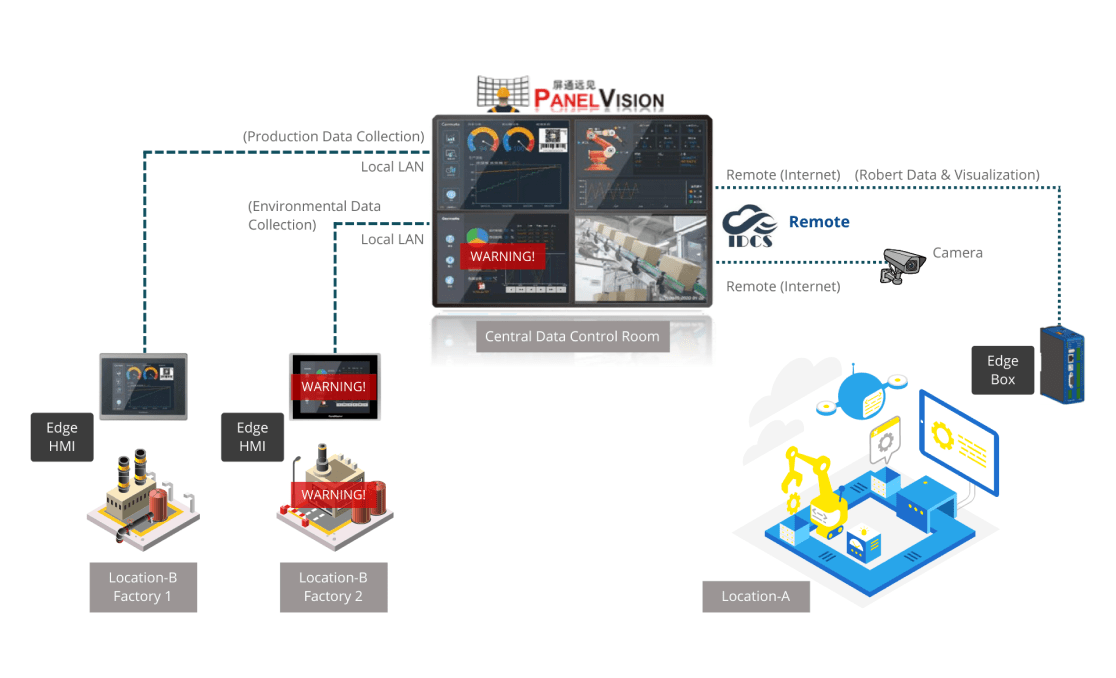 屏通远见
PANELVISION
(Production Data Collection)
Local LAN
(Environmental Data
Collection)
Local LAN
WARNING!
Remote (Internet)
(Robert Data & Visualization)
IDCS
Remote
Camera
Remote (Internet)
Central Data Control Room
Edge
Box
WARNING!
Edge
HMI
Edge
HMI
WARNING!
Location-B
Factory 1
Location-B
Factory 2
Location-A